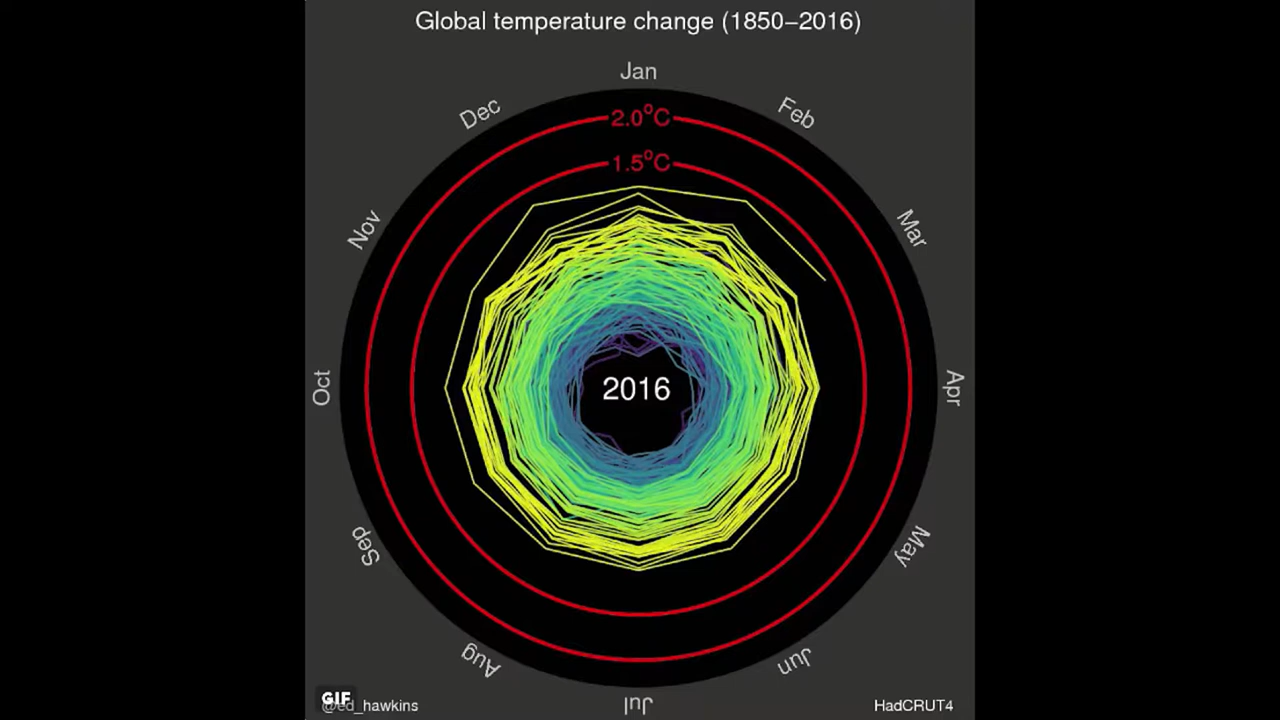 Global temperature change (1850–2016)
Jan
Dec
Feb
2.0°C
1.5°C
Nov
Mar
Oct
2016
Apr
Sep
May
Aug
Jun
Jul
GIF
@ed_hawkins
HadCRUT4